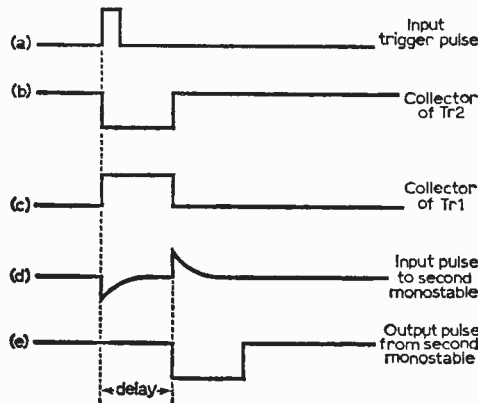 (a)
Input
trigger pulse
(b)
Collector
of Tr2
(c)
Collector
of Tr1
(d)
Input pulse
to second
monostable
(e)
Output pulse
from second
monostable
delay